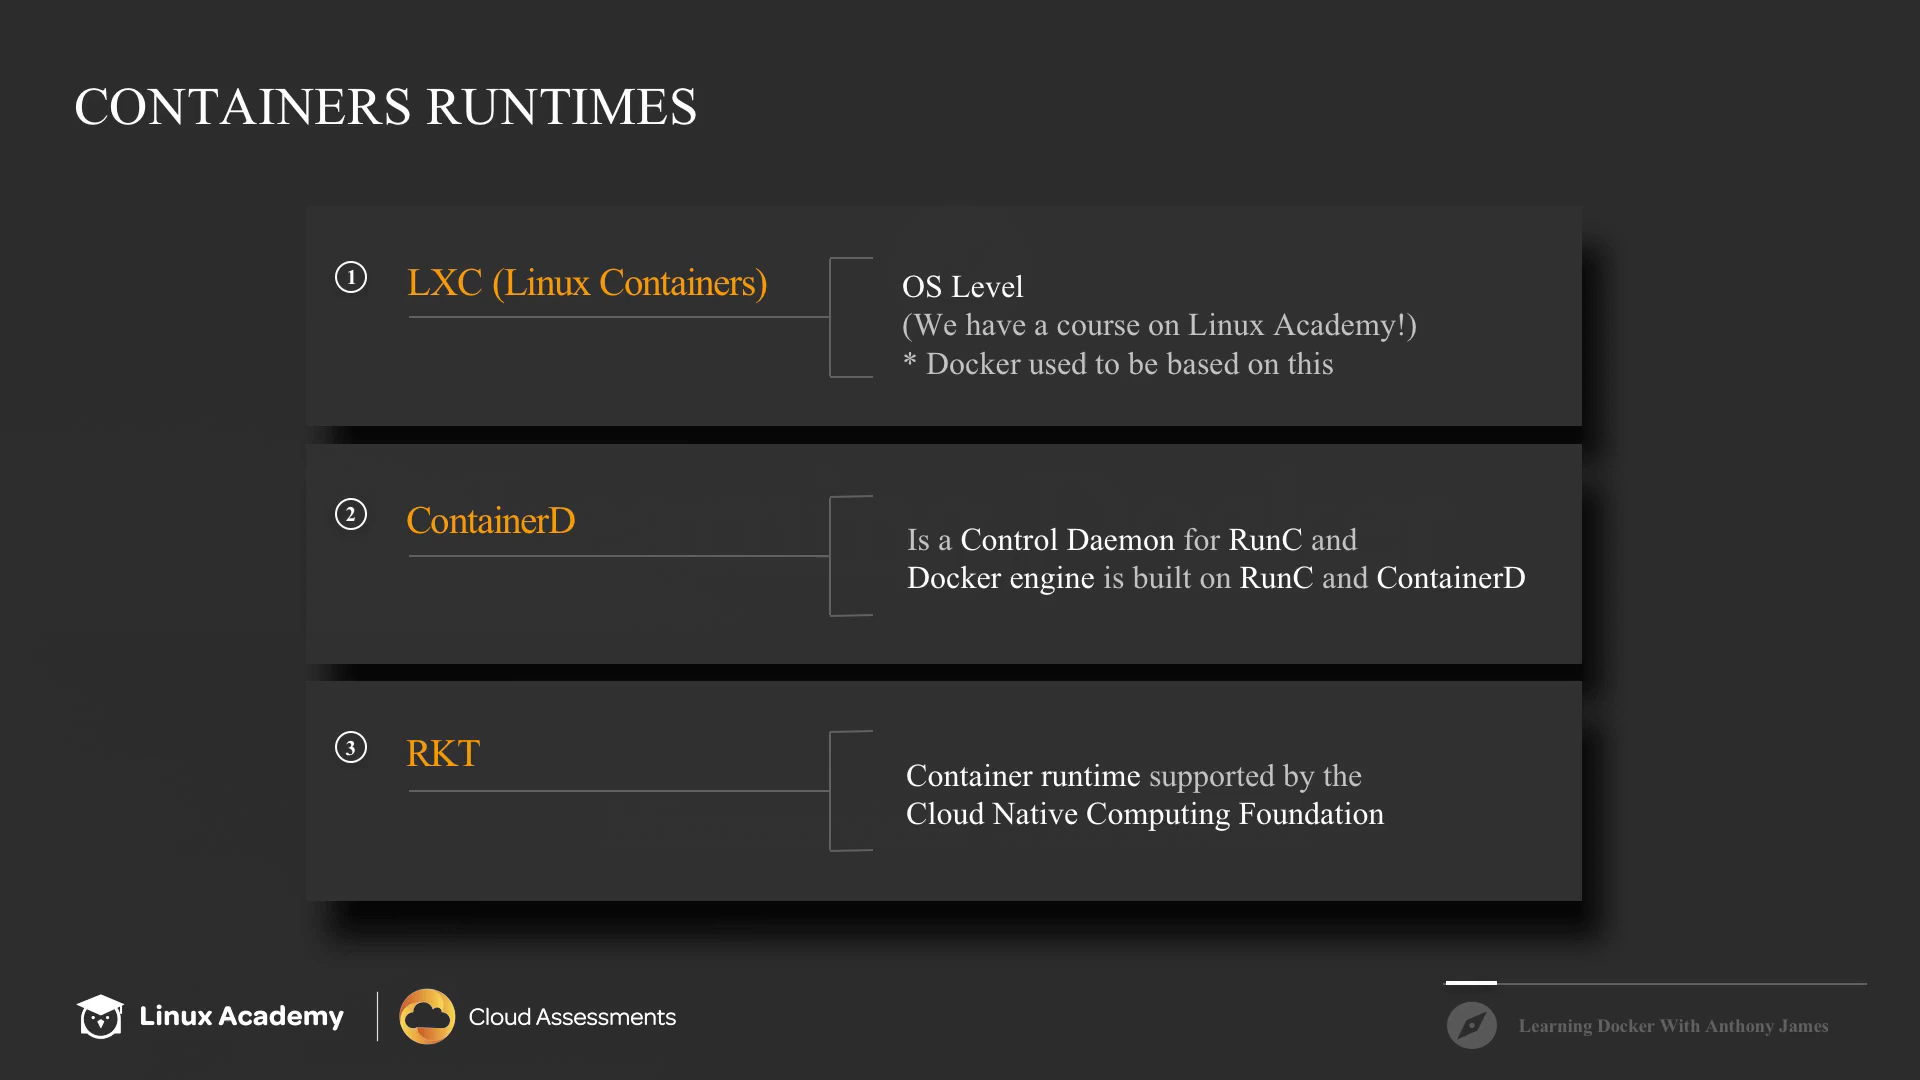 CONTAINERS RUNTIMES
1 LXC (Linux Containers)
OS Level
(We have a course on Linux Academy!)
* Docker used to be based on this
2 ContainerD
Is a Control Daemon for RunC and
Docker engine is built on RunC and ContainerD
3 RKT
Container runtime supported by the
Cloud Native Computing Foundation
Linux Academy
Cloud Assessments
Learning Docker With Anthony James